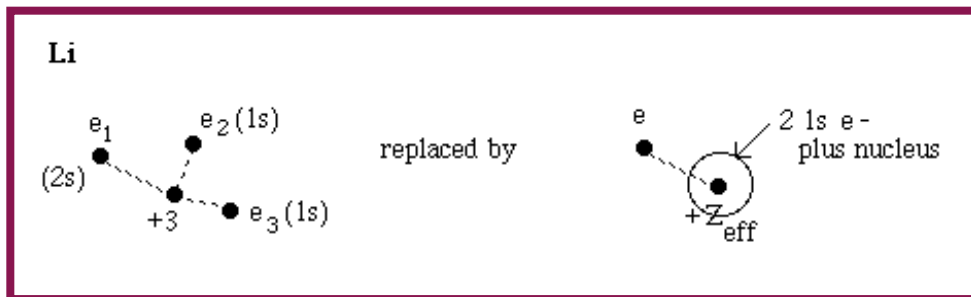 Li
e1
(2s)
e2(1s)
+3
e3(1s)
replaced by
e
2 1s e-
plus nucleus
+Zeff